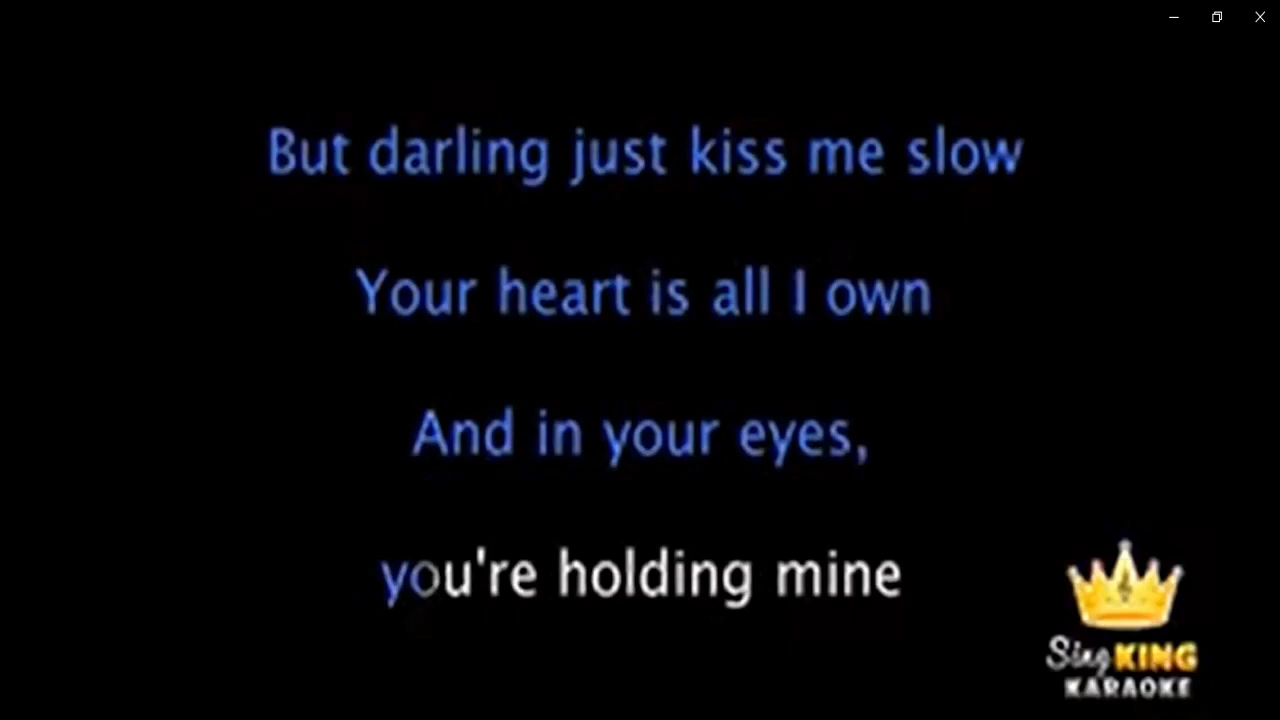 But darling just kiss me slow
Your heart is all I own
And in your eyes,
you're holding mine
Sing KING
KARAOKE